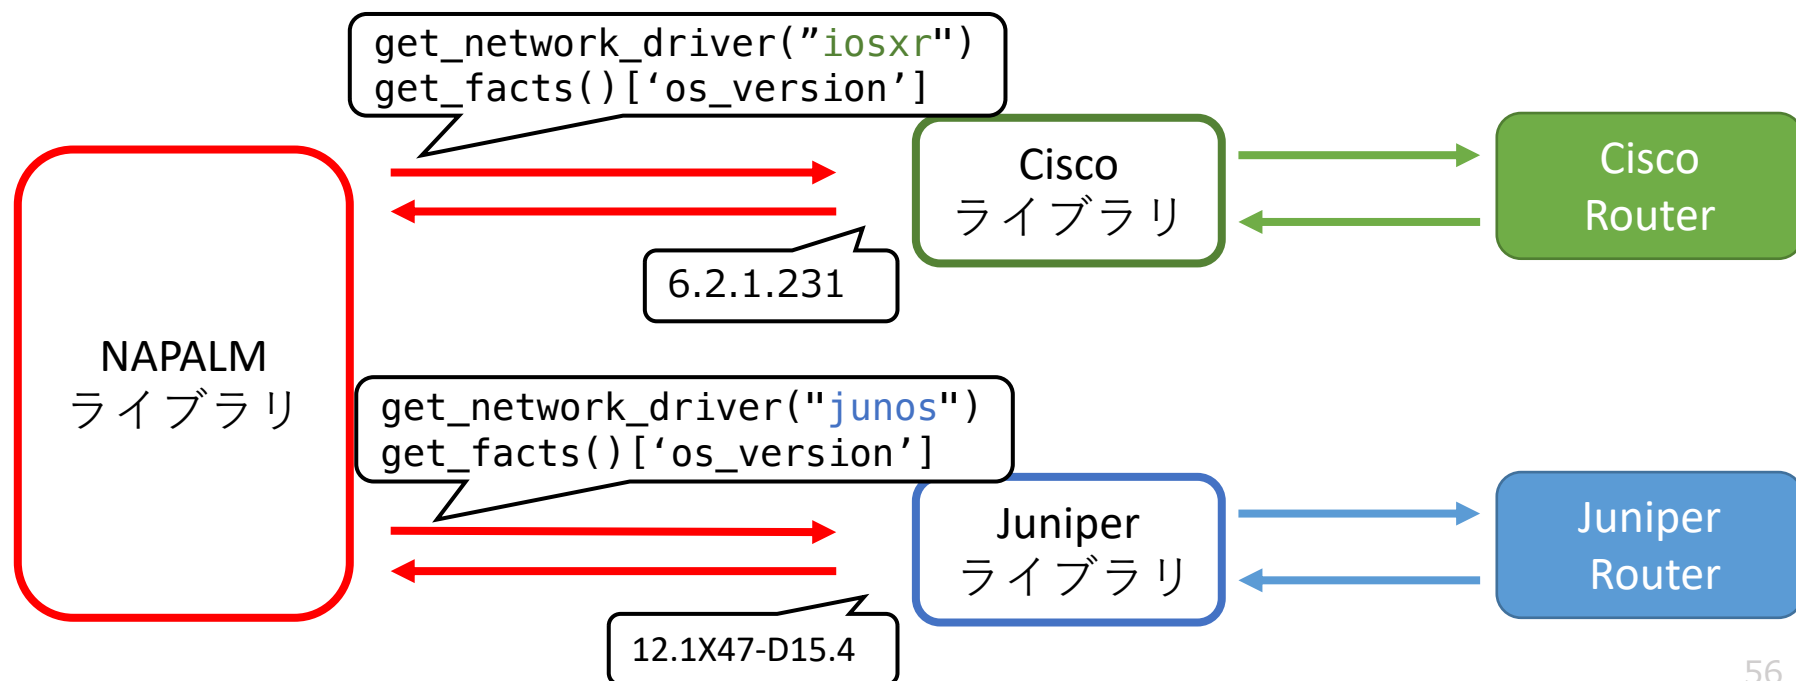 get_network_driver(”iosxr")
get_facts()[‘os_version’]
Cisco
ライブラリ
Cisco
Router
6.2.1.231
NAPALM
ライブラリ
get_network_driver("junos")
get_facts()[‘os_version’]
Juniper
ライブラリ
Juniper
Router
12.1X47-D15.4
56